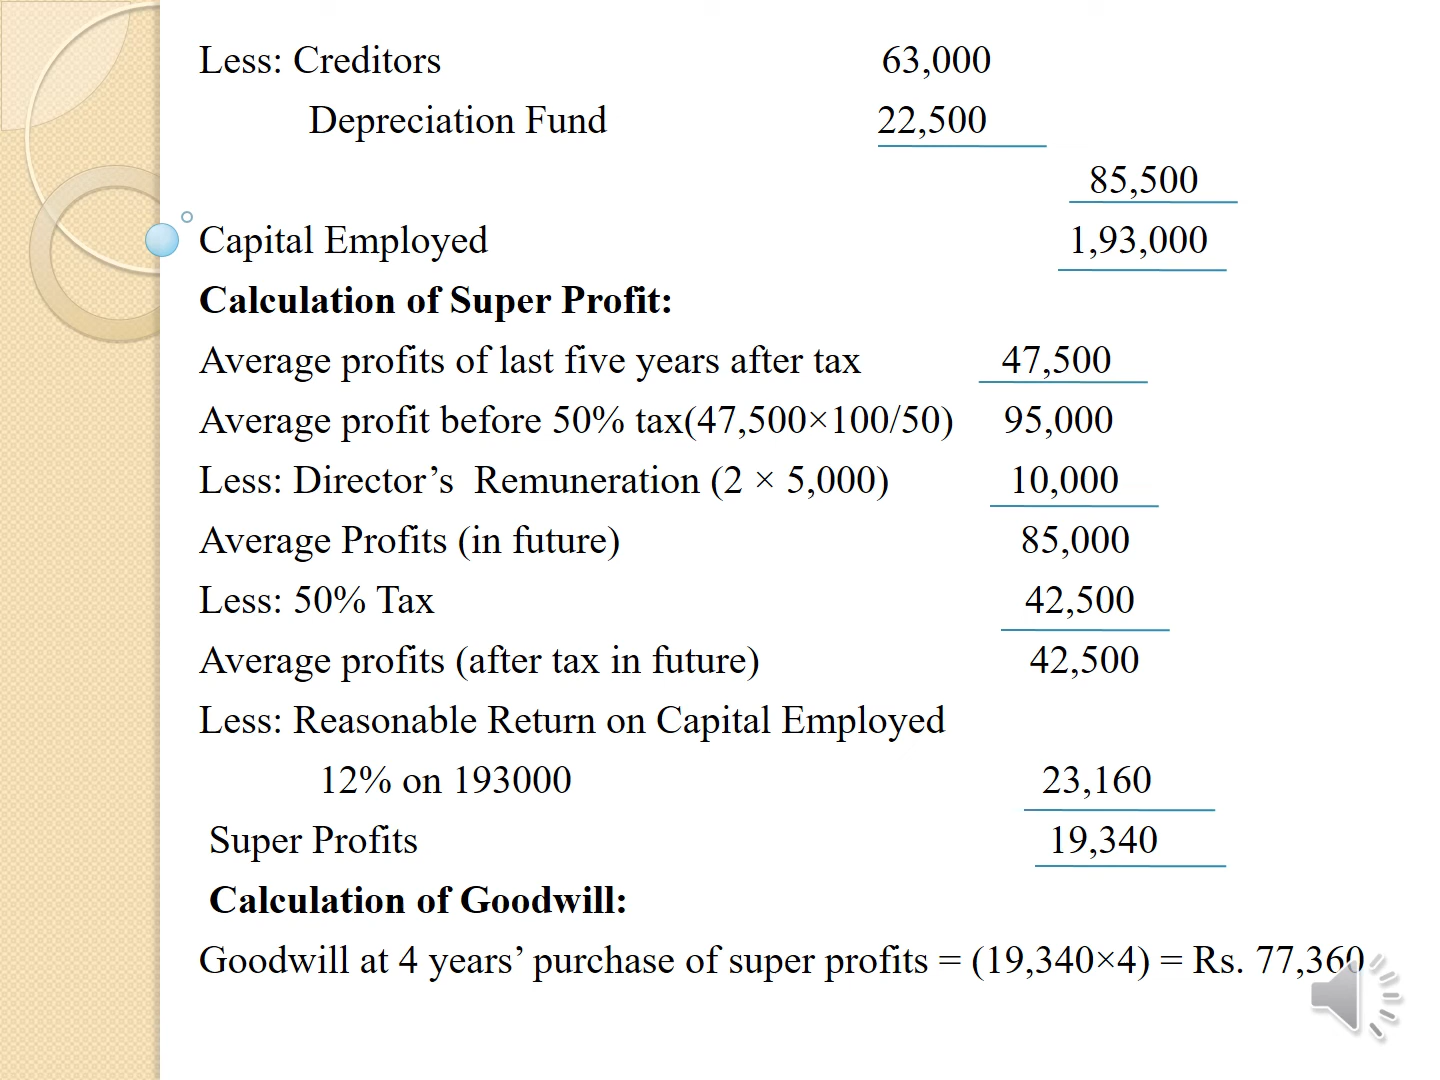 Less: Creditors 63,000
Depreciation Fund 22,500
85,500
Capital Employed 1,93,000
Calculation of Super Profit:
Average profits of last five years after tax 47,500
Average profit before 50% tax(47,500×100/50) 95,000
Less: Director’s Remuneration (2 × 5,000) 10,000
Average Profits (in future) 85,000
Less: 50% Tax 42,500
Average profits (after tax in future) 42,500
Less: Reasonable Return on Capital Employed
12% on 193000 23,160
Super Profits 19,340
Calculation of Goodwill:
Goodwill at 4 years’ purchase of super profits = (19,340×4) = Rs. 77,360